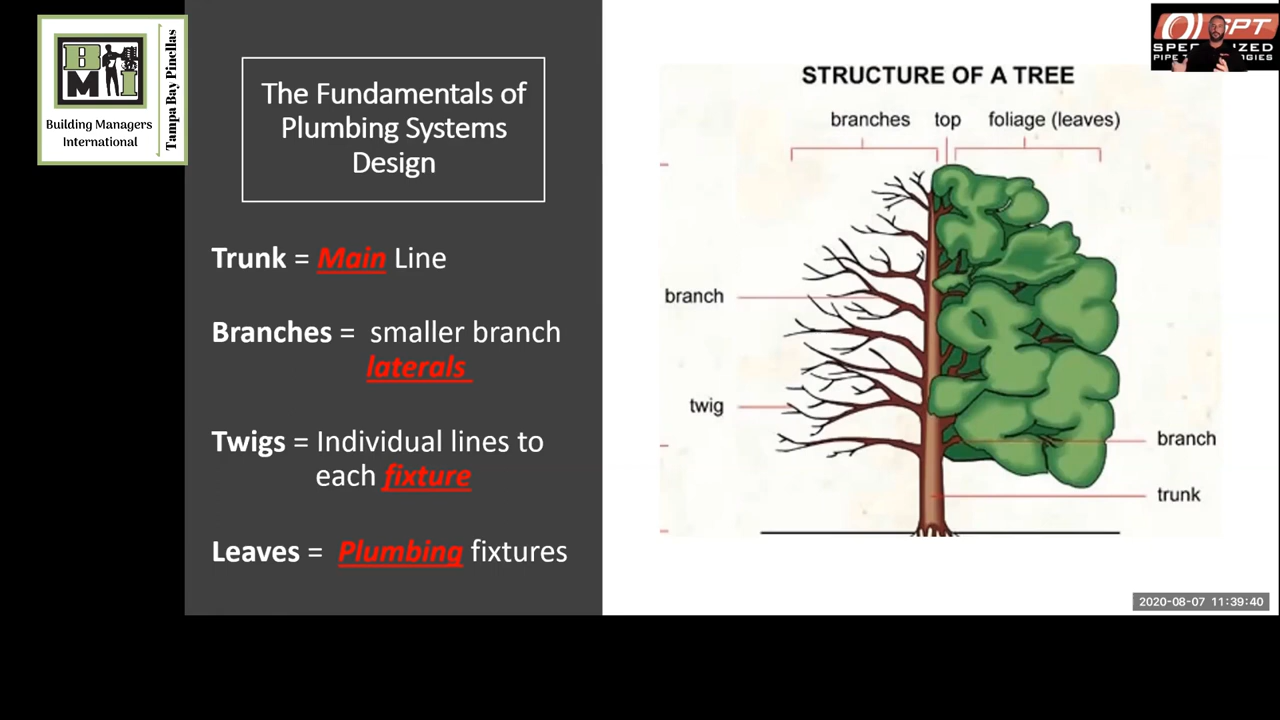 BMI
Building Managers
International
Tampa Bay Pinellas
The Fundamentals of
Plumbing Systems
Design
Trunk = Main Line
Branches = smaller branch
laterals
Twigs = Individual lines to
each fixture
Leaves = Plumbing fixtures
STRUCTURE OF A TREE
branches top foliage (leaves)
branch
twig
branch
trunk
SPT
2020-08-07 11:39:40